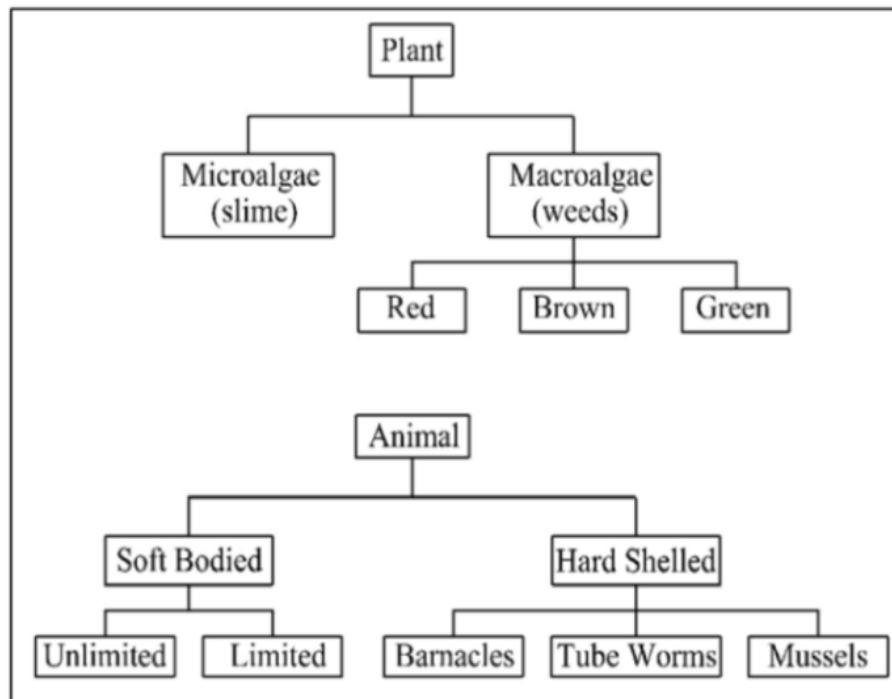 Plant
Microalgae
(slime)
Macroalgae
(weeds)
Red
Brown
Green
Animal
Soft Bodied
Hard Shelled
Unlimited
Limited
Barnacles
Tube Worms
Mussels